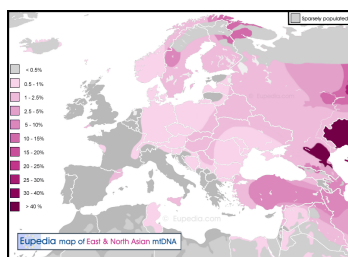 Sparsely populated
< 0.5%
0.5 - 1%
1 - 2.5%
2.5 - 5%
5 - 10%
10 - 15%
15 - 20%
20 - 25%
25 - 30%
30 - 40%
> 40 %
© Eupedia.com
Eupedia map of East & North Asian mtDNA